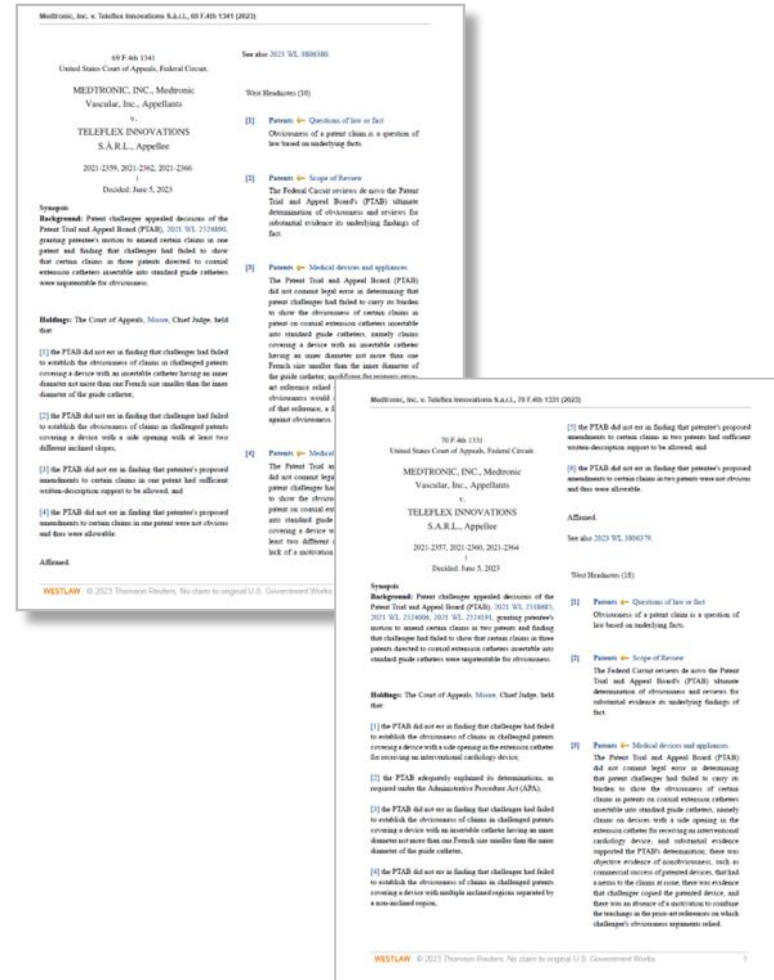 Medtronic, Inc. v. Teleflex Innovations S.a.r.l., 69 F.4th 1341 (2023)
69 F.4th 1341
United States Court of Appeals, Federal Circuit.
MEDTRONIC, INC., Medtronic
Vascular, Inc., Appellants
v.
TELEFLEX INNOVATIONS
S.À.R.L., Appellee
2021-2359, 2021-2362, 2021-2366
|
Decided: June 5, 2023
Synopsis
Background: Patent challenger appealed decisions of the
Patent Trial and Appeal Board (PTAB), 2021 WL
granting patentee's motion to amend certain claims in one
patent and finding that challenger had failed to show
that certain claims in three patents directed to coaxial
extension catheters insertable into standard guide catheters
were unpatentable for obviousness.
Holdings: The Court of Appeals, Moore, Chief Judge, held
that:
[1] the PTAB did not err in finding that challenger had failed
to establish the obviousness of claims in challenged patents
covering a device with an insertable catheter having an inner
diameter not more than one French size smaller than the inner
diameter of the guide catheter;
[2] the PTAB did not err in finding that challenger had failed
to establish the obviousness of claims in challenged patents
covering a device with a side opening with at least two
different inclined slopes;
[3] the PTAB did not err in finding that patentee's proposed
amendments to certain claims in one patent had sufficient
written-description support to be allowed; and
[4] the PTAB did not err in finding that patentee's proposed
amendments to certain claims in one patent were not obvious
and thus were allowable.
Affirmed.
See also 2023 WL
West Headnotes (10)
[1] Patents Questions of law or fact
Obviousness of a patent claim is a question of
law based on underlying facts.
[2] Patents Scope of Review
The Federal Circuit reviews de novo the Patent
Trial and Appeal Board's (PTAB) ultimate
determination of obviousness and reviews for
substantial evidence its underlying findings of
fact.
[3] Patents Medical devices and appliances
The Patent Trial and Appeal Board (PTAB)
did not commit legal error in determining that
patent challenger had failed to carry its burden
to show the obviousness of certain claims in
patent on coaxial extension catheters insertable
into standard guide catheters, namely claims
covering a device with an insertable catheter
having an inner diameter not more than one
French size smaller than the inner diameter of
the guide catheter;
art reference relied
obviousness would
of that reference, a
against obviousness.
[4] Patents Medical
The Patent Trial
did not commit legal
patent challenger had
to show the
patent on coaxial
into standard guide
covering a device
least two different
lack of a motivation
WESTLAW © 2023 Thomson Reuters. No claim to original U.S. Government Works.
Medtronic, Inc. v. Teleflex Innovations S.a.r.l., 70 F.4th 1331 (2023)
70 F.4th 1331
United States Court of Appeals, Federal Circuit.
MEDTRONIC, INC., Medtronic
Vascular, Inc., Appellants
v.
TELEFLEX INNOVATIONS
S.A.R.L., Appellee
2021-2357, 2021-2360, 2021-2364
|
Decided: June 5, 2023
Synopsis
Background: Patent challenger appealed decisions of the
Patent Trial and Appeal Board (PTAB), 2021 WL
2021 WL 2021 WL granting patentee's
motion to amend certain claims in two patents and finding
that challenger had failed to show that certain claims in three
patents directed to coaxial extension catheters insertable into
standard guide catheters were unpatentable for obviousness.
Holdings: The Court of Appeals, Moore, Chief Judge, held
that:
[1] the PTAB did not err in finding that challenger had failed
to establish the obviousness of claims in challenged patents
covering a device with a side opening in the extension catheter
for receiving an interventional cardiology device;
[2] the PTAB adequately explained its determinations, as
required under the Administrative Procedure Act (APA);
[3] the PTAB did not err in finding that challenger had failed
to establish the obviousness of claims in challenged patents
covering a device with an insertable catheter having an inner
diameter not more than one French size smaller than the inner
diameter of the guide catheter;
[4] the PTAB did not err in finding that challenger had failed
to establish the obviousness of claims in challenged patents
covering a device with multiple inclined regions separated by
a non-inclined region;
[5] the PTAB did not err in finding that patentee's proposed
amendments to certain claims in two patents had sufficient
written-description support to be allowed; and
[6] the PTAB did not err in finding that patentee's proposed
amendments to certain claims in two patents were not obvious
and thus were allowable.
Affirmed.
See also 2023 WL
West Headnotes (18)
[1] Patents Questions of law or fact
Obviousness of a patent claim is a question of
law based on underlying facts.
[2] Patents Scope of Review
The Federal Circuit reviews de novo the Patent
Trial and Appeal Board's (PTAB) ultimate
determination of obviousness and reviews for
substantial evidence its underlying findings of
fact.
[3] Patents Medical devices and appliances
The Patent Trial and Appeal Board (PTAB)
did not commit legal error in determining
that patent challenger had failed to carry its
burden to show the obviousness of certain
claims in patents on coaxial extension catheters
insertable into standard guide catheters, namely
claims on devices with a side opening in the
extension catheter for receiving an interventional
cardiology device, and substantial evidence
supported the PTAB's determination; there was
objective evidence of nonobviousness, such as
commercial success of patented devices, that had
a nexus to the claims at issue, there was evidence
that challenger copied the patented device, and
there was an absence of a motivation to combine
the teachings in the prior-art references on which
challenger's obviousness arguments relied.
WESTLAW © 2023 Thomson Reuters. No claim to original U.S. Government Works. 1